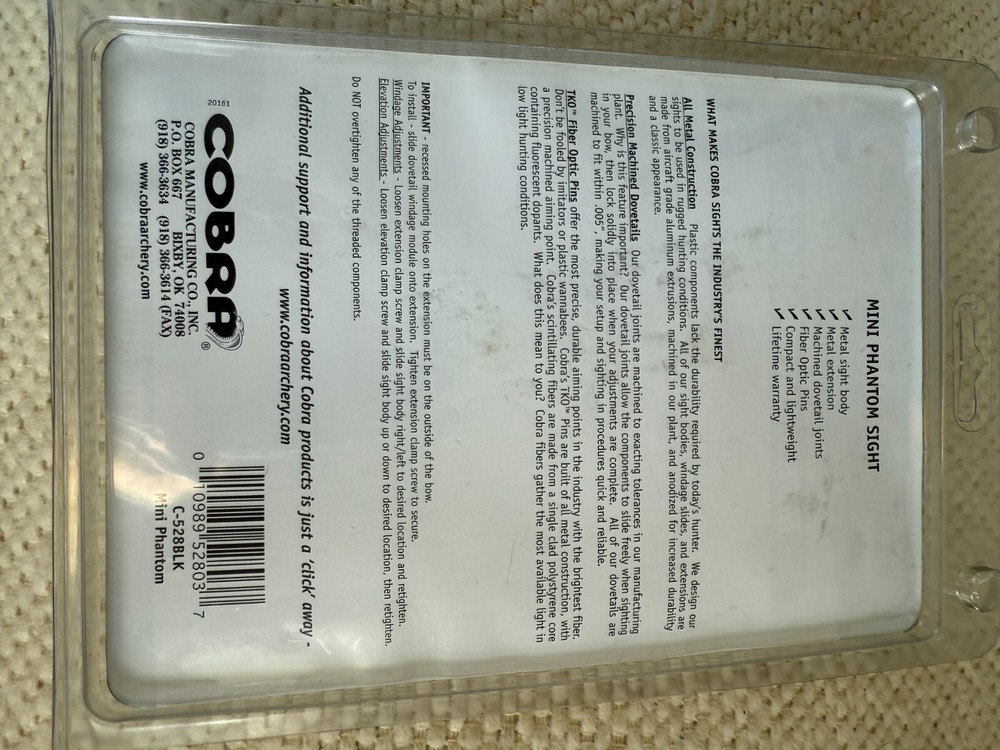 MINI PHANTOM SIGHT
✓ Metal sight body
✓ Metal extension
✓ Machined dovetail joints
✓ Fiber Optic Pins
✓ Compact and lightweight
✓ Lifetime warranty
WHAT MAKES COBRA SIGHTS THE INDUSTRY'S FINEST
All Metal Construction Plastic components lack the durability required by today's hunter. We design our
sights to be used in rugged hunting conditions. All of our sight bodies, windage slides, and extensions are
made from aircraft grade aluminum extrusions, machined in our plant, and anodized for increased durability
and a classic appearance.
Precision Machined Dovetails Our dovetail joints are machined to exacting tolerances in our manufacturing
plant. Why is this feature important? Our dovetail joints allow the components to slide freely when sighting
in your bow, then lock solidly into place when your adjustments are complete. All of our dovetails are
machined to fit within .005", making your setup and sighting in procedures quick and reliable.
TKO™ Fiber Optic Pins offer the most precise, durable aiming points in the industry with the brightest fiber.
Don't be fooled by imitators or plastic wannabees. Cobra's TKO™ Pins are built of all metal construction, with
a precision machined aiming point. Cobra's scintillating fibers are made from a single clad polystyrene core
containing fluorescent dopants. What does this mean to you? Cobra fibers gather the most available light in
low light hunting conditions.
IMPORTANT - recessed mounting holes on the extension must be on the outside of the bow.
To install - slide dovetail windage module onto extension. Tighten extension clamp screw to secure.
Windage Adjustments - Loosen extension clamp screw and slide sight body right/left to desired location and retighten.
Elevation Adjustments - Loosen elevation clamp screw and slide sight body up or down to desired location, then retighten.
Do NOT overtighten any of the threaded components.
Additional support and information about Cobra products is just a 'click' away -
www.cobraarchery.com
20161
COBRA®
COBRA MANUFACTURING CO., INC.
P.O. BOX 667 BIXBY, OK 74008
(918) 366-3634 (918) 366-3614 (FAX)
www.cobraarchery.com
0 10989 52803 7
C-528BLK
Mini Phantom